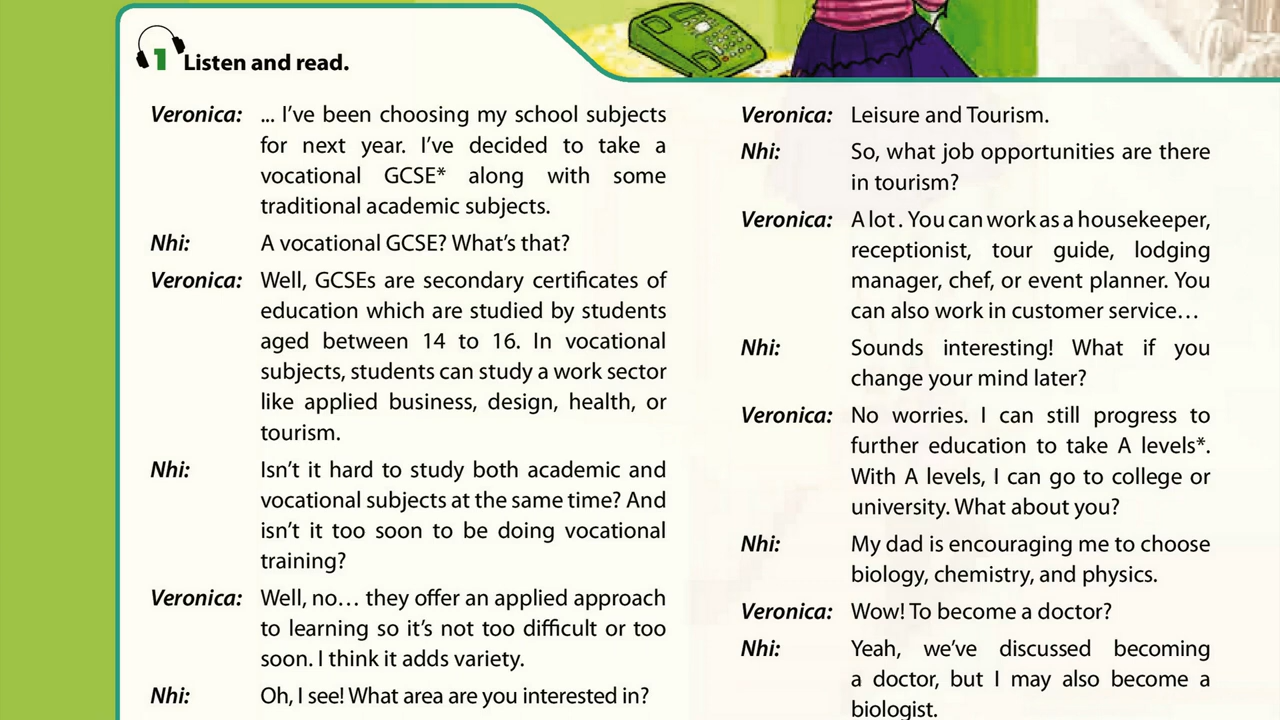 1 Listen and read.
Veronica: ... I've been choosing my school subjects
for next year. I've decided to take a
vocational GCSE* along with some
traditional academic subjects.
Nhi: A vocational GCSE? What's that?
Veronica: Well, GCSEs are secondary certificates of
education which are studied by students
aged between 14 to 16. In vocational
subjects, students can study a work sector
like applied business, design, health, or
tourism.
Nhi: Isn't it hard to study both academic and
vocational subjects at the same time? And
isn't it too soon to be doing vocational
training?
Veronica: Well, no... they offer an applied approach
to learning so it's not too difficult or too
soon. I think it adds variety.
Nhi: Oh, I see! What area are you interested in?
Veronica: Leisure and Tourism.
Nhi: So, what job opportunities are there
in tourism?
Veronica: A lot . You can work as a housekeeper,
receptionist, tour guide, lodging
manager, chef, or event planner. You
can also work in customer service...
Nhi: Sounds interesting! What if you
change your mind later?
Veronica: No worries. I can still progress to
further education to take A levels*.
With A levels, I can go to college or
university. What about you?
Nhi: My dad is encouraging me to choose
biology, chemistry, and physics.
Veronica: Wow! To become a doctor?
Nhi: Yeah, we've discussed becoming
a doctor, but I may also become a
biologist.